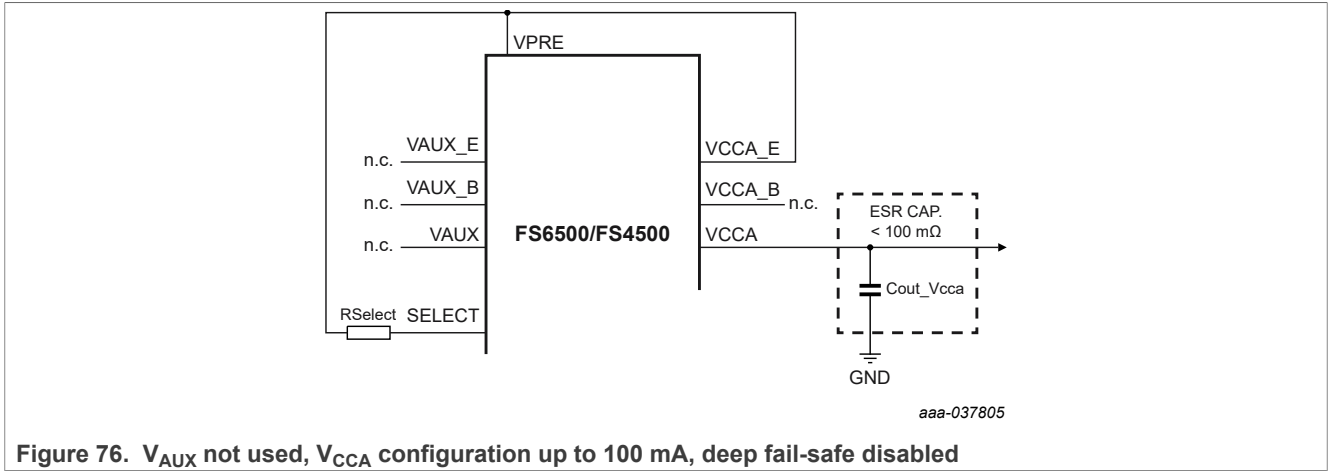 VPRE
VAUX_E
n.c.
VCCA_E
VAUX_B
n.c.
VCCA_B
n.c.
ESR CAP.
< 100 mΩ
VAUX
n.c.
FS6500/FS4500
VCCA
Cout_Vcca
RSelect
SELECT
GND
aaa-037805
Figure 76. VAUX not used, VCCA configuration up to 100 mA, deep fail-safe disabled